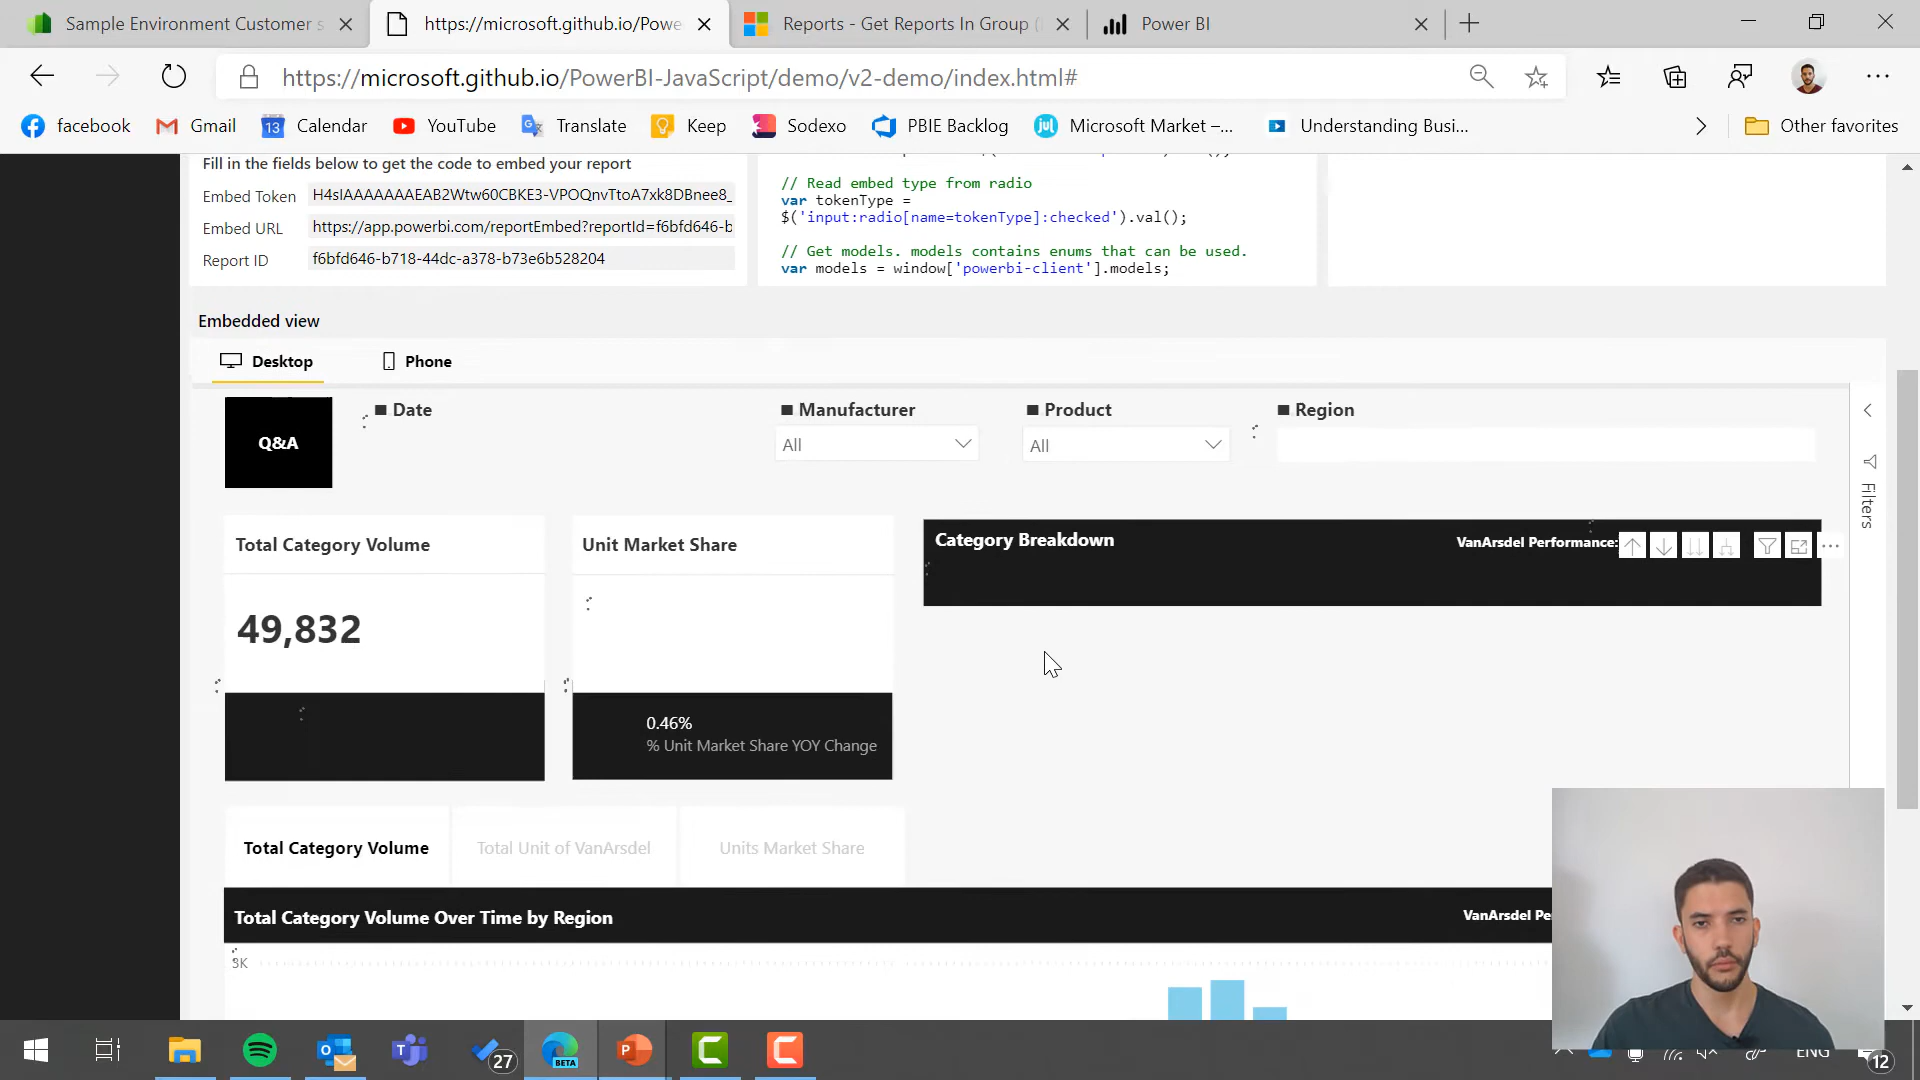 Sample Environment Customer s
https://microsoft.github.io/Powe
Reports - Get Reports In Group (
Power BI
https://microsoft.github.io/PowerBI-JavaScript/demo/v2-demo/index.html#
facebook
Gmail
13
Calendar
YouTube
Translate
Keep
Sodexo
PBIE Backlog
jul
Microsoft Market –...
Understanding Busi...
Other favorites
Fill in the fields below to get the code to embed your report
Embed Token
H4sIAAAAAAAEAB2Wtw60CBKE3-VPOQnvTtoA7xk8DBnee8_
Embed URL
https://app.powerbi.com/reportEmbed?reportId=f6bfd646-b
Report ID
f6bfd646-b718-44dc-a378-b73e6b528204
// Read embed type from radio
var tokenType =
$('input:radio[name=tokenType]:checked').val();
// Get models. models contains enums that can be used.
var models = window['powerbi-client'].models;
Embedded view
Desktop
Phone
Q&A
Date
Manufacturer
All
Product
All
Region
Filters
Total Category Volume
49,832
Unit Market Share
0.46%
% Unit Market Share YOY Change
Category Breakdown
VanArsdel Performance:
Total Category Volume
Total Unit of VanArsdel
Units Market Share
Total Category Volume Over Time by Region
VanArsdel Pe
3K
BETA
27
ENG
12